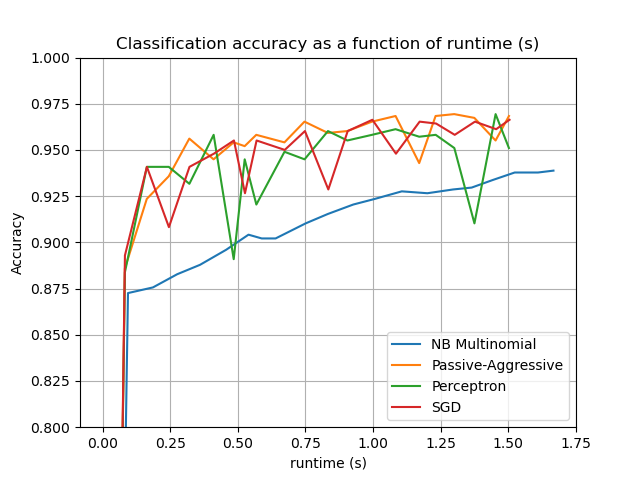 Classification accuracy as a function of runtime (s)
1.000
0.975
0.950
0.925
0.900
0.875
0.850
0.825
0.800
Accuracy
NB Multinomial
Passive-Aggressive
Perceptron
SGD
0.00 0.25 0.50 0.75 1.00 1.25 1.50 1.75
runtime (s)